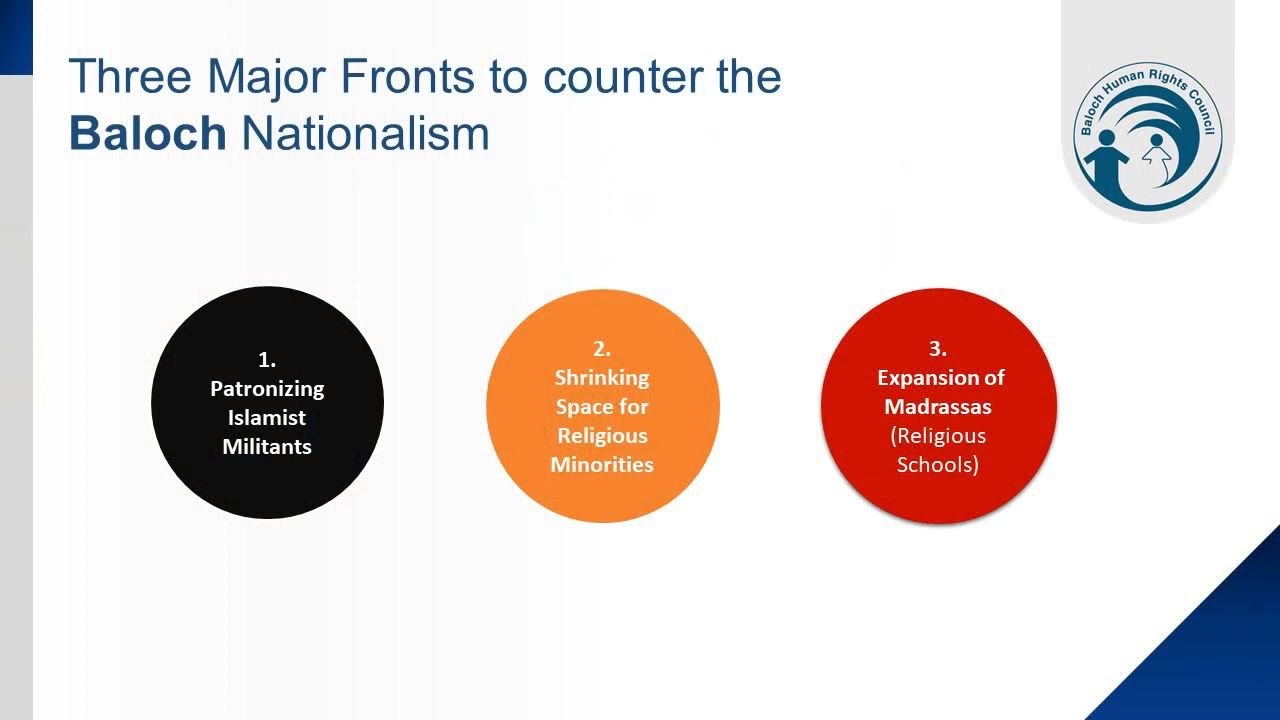 Three Major Fronts to counter the
Baloch Nationalism
Baloch Human Rights Council
1.
Patronizing
Islamist
Militants
2.
Shrinking
Space for
Religious
Minorities
3.
Expansion of
Madrassas
(Religious
Schools)